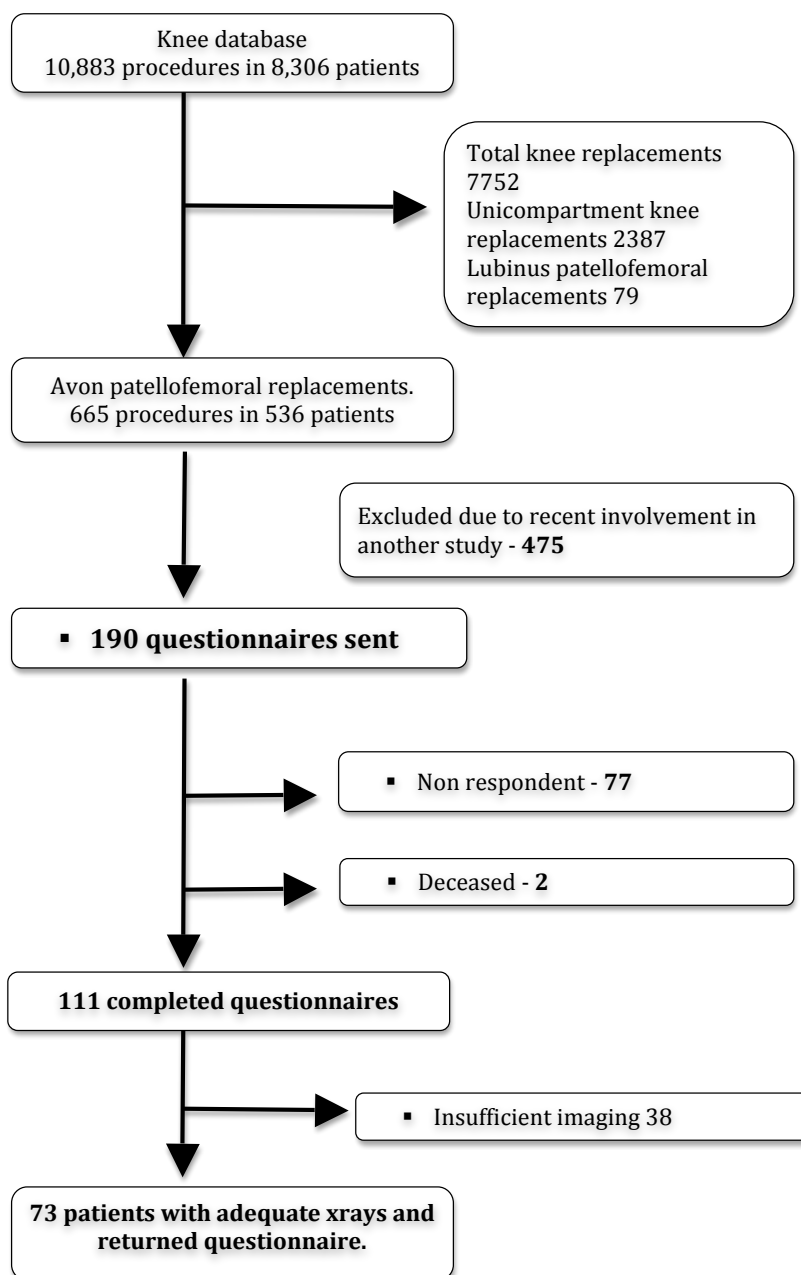 Knee database
10,883 procedures in 8,306 patients
Total knee replacements
7752
Unicompartment knee
replacements 2387
Lubinus patellofemoral
replacements 79
Avon patellofemoral replacements.
665 procedures in 536 patients
Excluded due to recent involvement in
another study - 475
▪ 190 questionnaires sent
▪ Non respondent - 77
▪ Deceased - 2
111 completed questionnaires
▪ Insufficient imaging 38
73 patients with adequate xrays and
returned questionnaire.